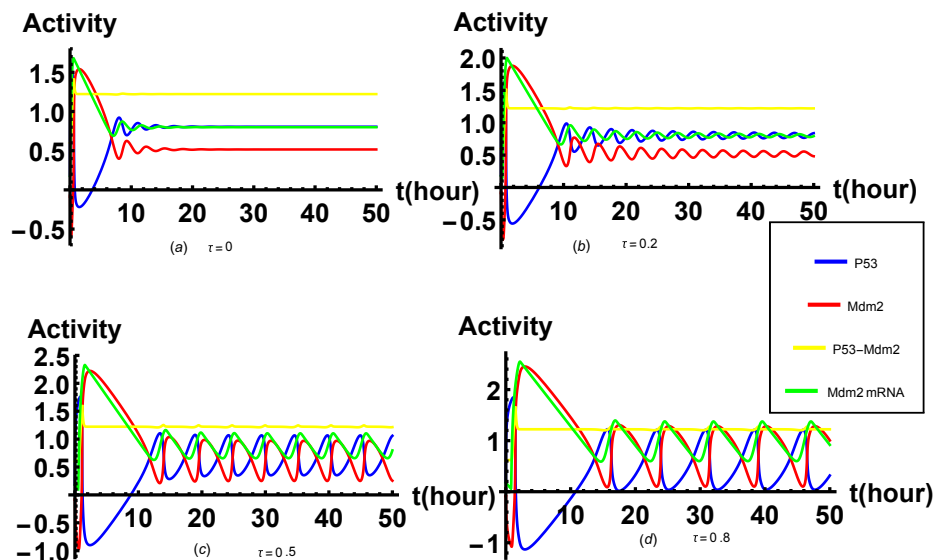 Activity
1.5
1.0
0.5
−0.5
10 20 30 40 50
t(hour)
(a) τ = 0
Activity
2.0
1.5
1.0
0.5
−0.5
10 20 30 40 50
t(hour)
(b) τ = 0.2
P53
Mdm2
P53−Mdm2
Mdm2 mRNA
Activity
2.5
2.0
1.5
1.0
0.5
−0.5
−1.0
10 20 30 40 50
t(hour)
(c) τ = 0.5
Activity
2
1
−1
10 20 30 40 50
t(hour)
(d) τ = 0.8